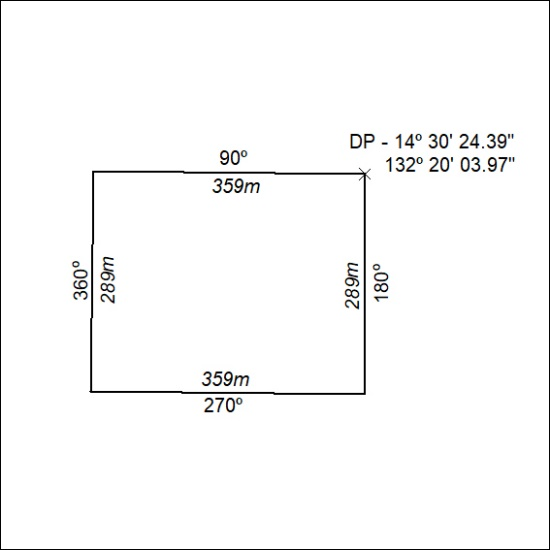 DP - 14º 30' 24.39"
132º 20' 03.97"
90º
359m
360º
289m
289m
180º
359m
270º